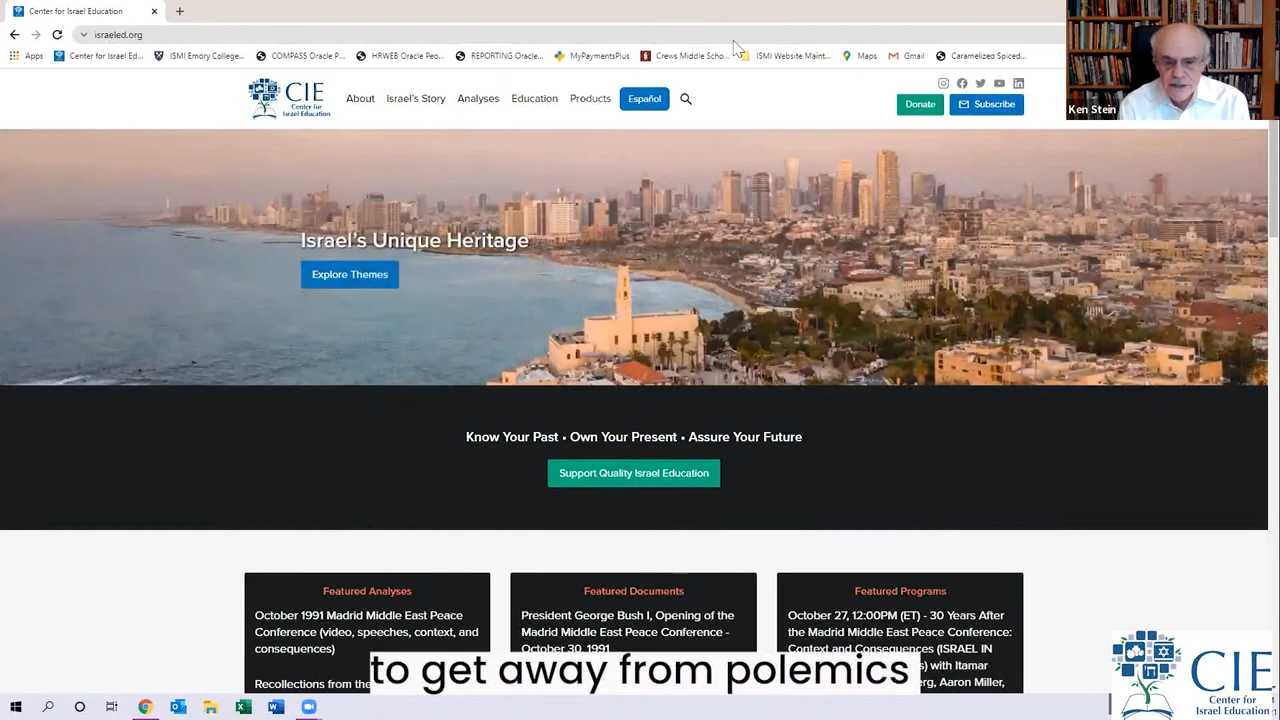 Center for Israel Education
israeled.org
Apps
Center for Israel Ed...
ISMI Emory College...
COMPASS Oracle P...
HRWEB Oracle Peo...
REPORTING Oracle...
MyPaymentsPlus
Crews Middle Scho...
ISMI Website Maint...
Maps
Gmail
Caramelized Spiced...
CIE
Center for
Israel Education
About
Israel's Story
Analyses
Education
Products
Español
Donate
Subscribe
Ken Stein
Israel's Unique Heritage
Explore Themes
Know Your Past • Own Your Present • Assure Your Future
Support Quality Israel Education
Featured Analyses
October 1991 Madrid Middle East Peace
Conference (video, speeches, context, and
consequences)
Recollections from the
Featured Documents
President George Bush I, Opening of the
Madrid Middle East Peace Conference -
October 30, 1991
Featured Programs
October 27, 12:00PM (ET) - 30 Years After
the Madrid Middle East Peace Conference:
Context and Consequences (ISRAEL IN
with Itamar
Aaron Miller,
to get away from polemics
CIE
Center for
Israel Education